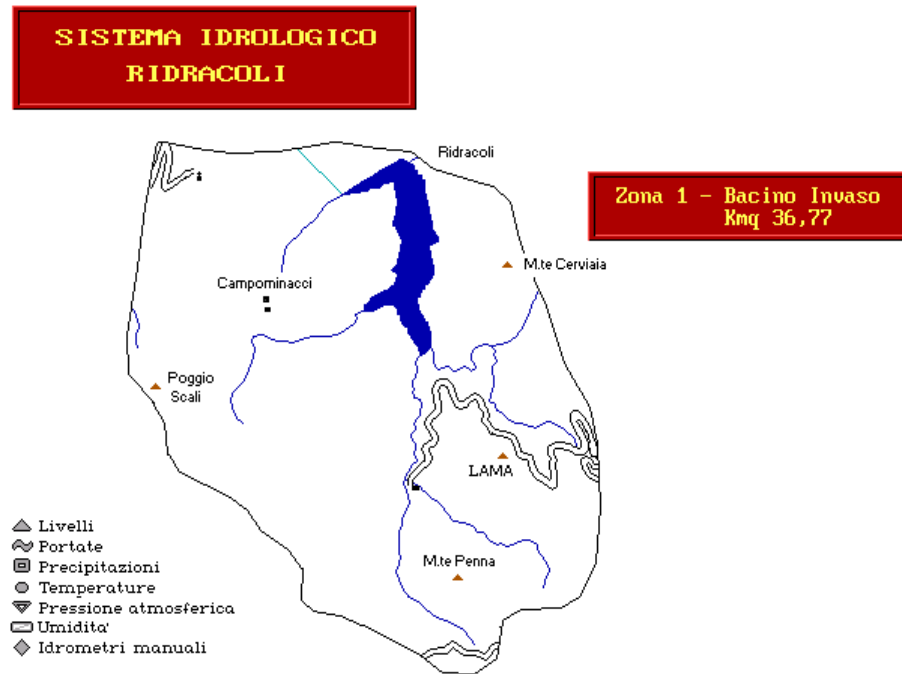 SISTEMA IDROLOGICO
RIDRACOLI
Ridracoli
Zona 1 - Bacino Invaso
Kmq 36,77
M.te Cerviaia
Campominacci
Poggio
Scali
LAMA
M.te Penna
Livelli
Portate
Precipitazioni
Temperature
Pressione atmosferica
Umidita'
Idrometri manuali